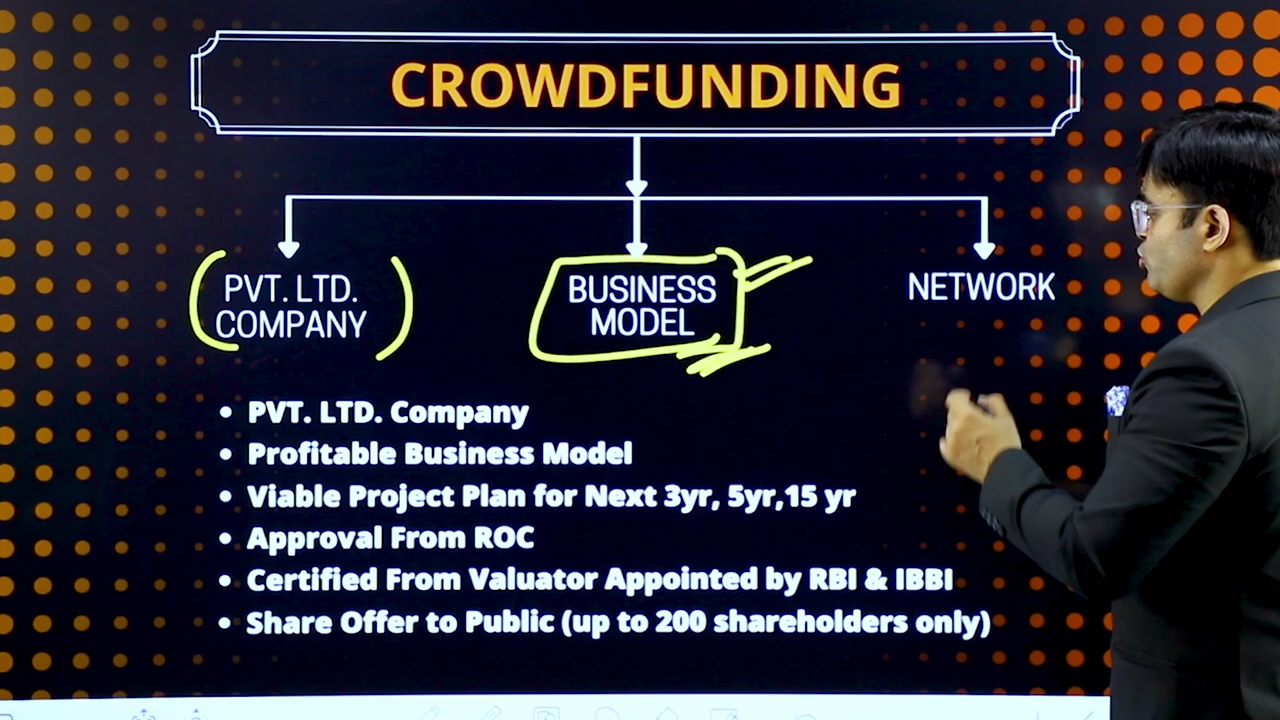 CROWDFUNDING
PVT. LTD.
COMPANY
BUSINESS
MODEL
NETWORK
• PVT. LTD. Company
• Profitable Business Model
• Viable Project Plan for Next 3yr, 5yr,15 yr
• Approval From ROC
• Certified From Valuator Appointed by RBI & IBBI
• Share Offer to Public (up to 200 shareholders only)